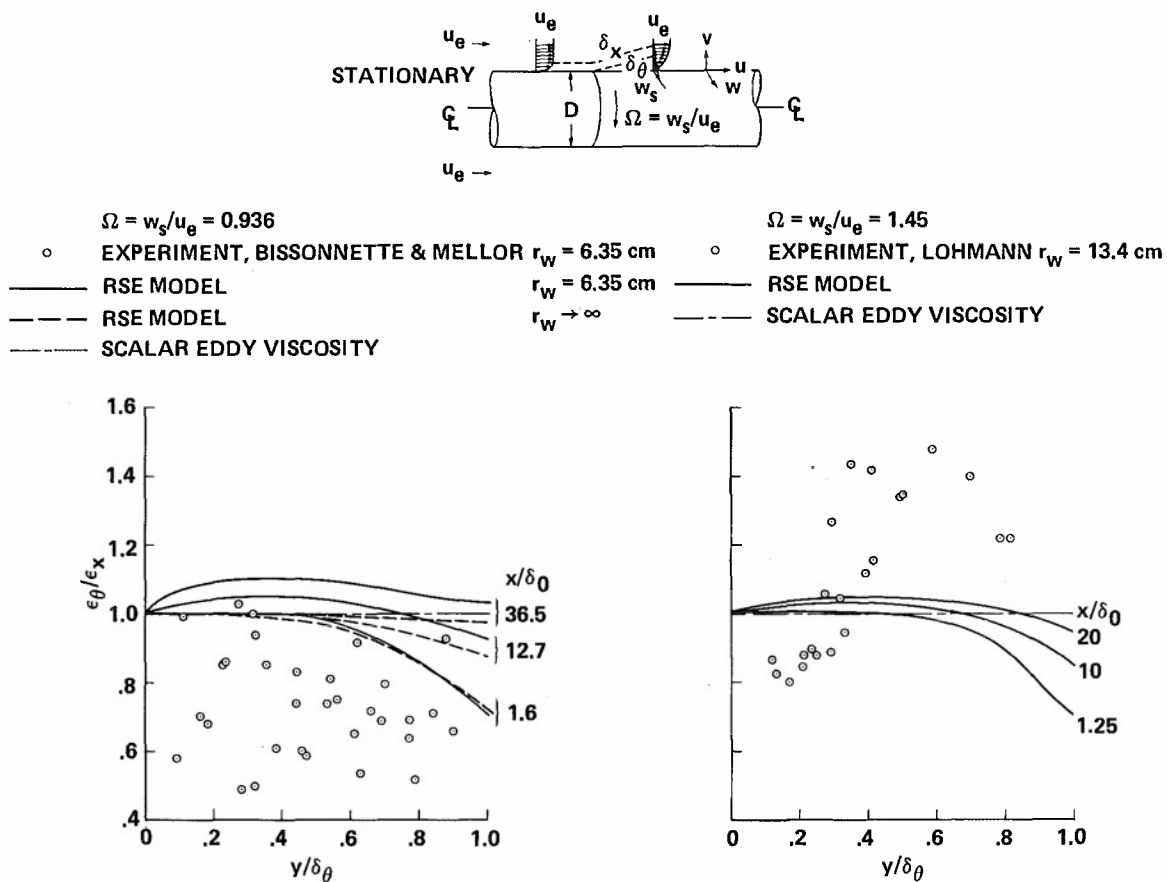 u_e
u_e →
u_e
δ_x
δ_θ
v
u
w
w_s
STATIONARY
D
℄
Ω = w_s/u_e
℄
u_e →
Ω = w_s/u_e = 0.936
EXPERIMENT, BISSONNETTE & MELLOR r_w = 6.35 cm
RSE MODEL r_w = 6.35 cm
RSE MODEL r_w → ∞
SCALAR EDDY VISCOSITY
Ω = w_s/u_e = 1.45
EXPERIMENT, LOHMANN r_w = 13.4 cm
RSE MODEL
SCALAR EDDY VISCOSITY
1.6
1.4
1.2
1.0
.8
.6
.4
ϵ_θ/ϵ_x
x/δ_0
36.5
12.7
1.6
0 .2 .4 .6 .8 1.0
y/δ_θ
x/δ_0
20
10
1.25
0 .2 .4 .6 .8 1.0
y/δ_θ